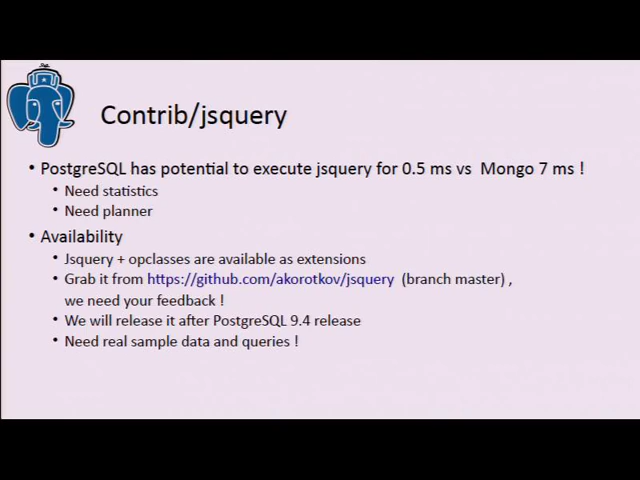 Contrib/jsquery
• PostgreSQL has potential to execute jsquery for 0.5 ms vs Mongo 7 ms !
• Need statistics
• Need planner
• Availability
• Jsquery + opclasses are available as extensions
• Grab it from https://github.com/akorotkov/jsquery (branch master) ,
we need your feedback !
• We will release it after PostgreSQL 9.4 release
• Need real sample data and queries !